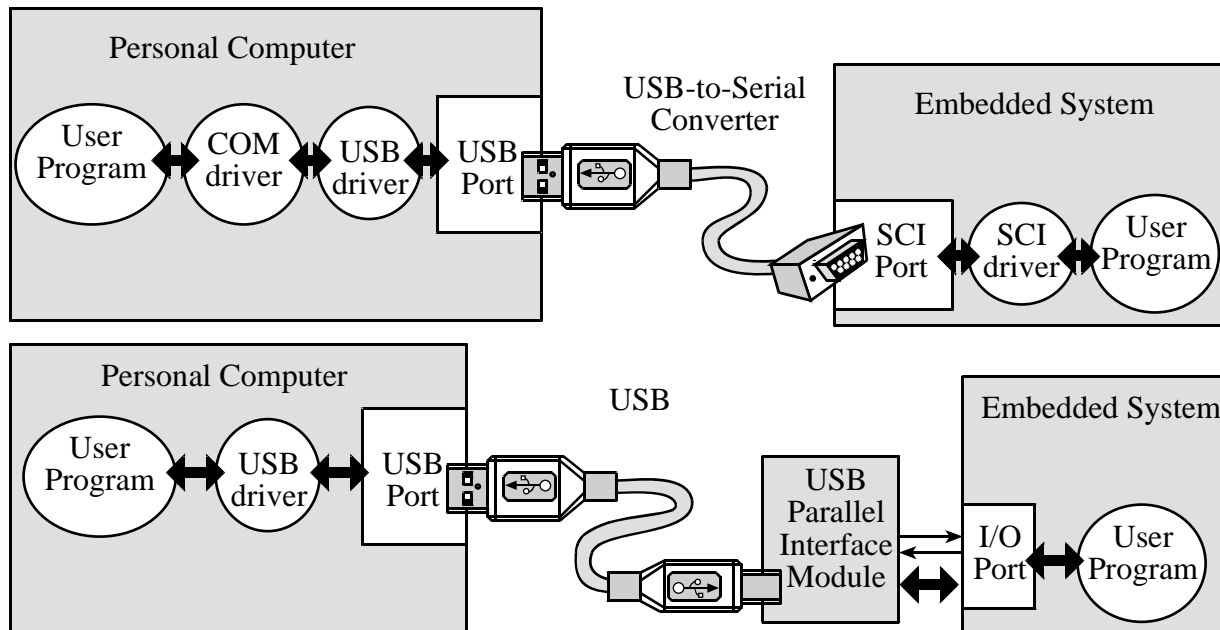 Personal Computer
User
Program
COM
driver
USB
driver
USB
Port
USB-to-Serial
Converter
Embedded System
SCI
Port
SCI
driver
User
Program
Personal Computer
User
Program
USB
driver
USB
Port
USB
USB
Parallel
Interface
Module
Embedded System
I/O
Port
User
Program